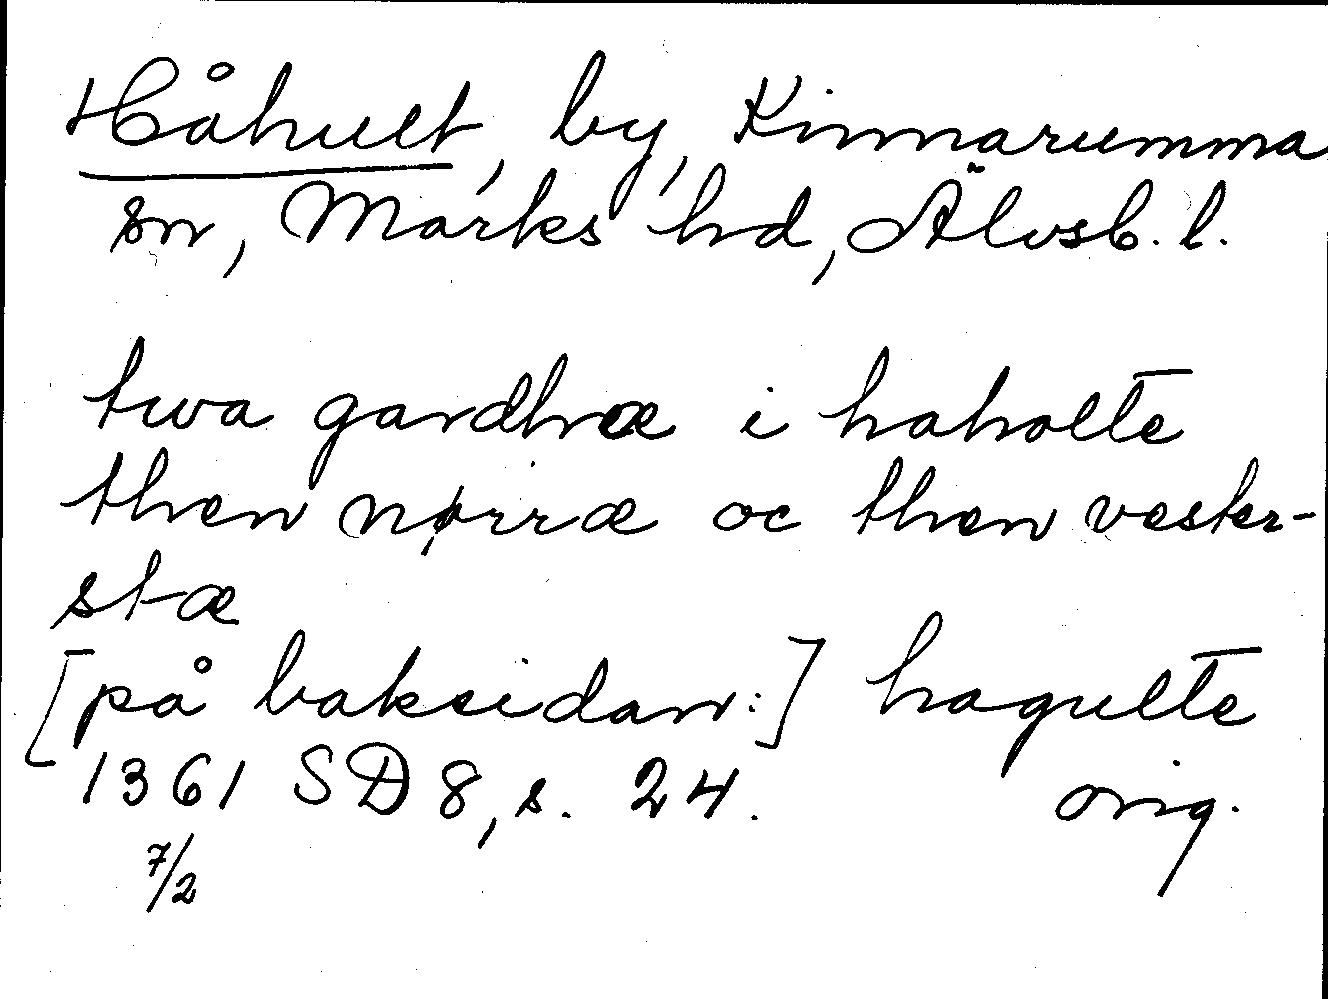 Håhult, by, Kinnarumma
sn, Marks hd, Älvsb. l.
twa gardhæ i haholte
then nørræ oc then vester-
stæ
[på baksidan:] hagulte
1361 SD 8, s. 24. orig.
7/2